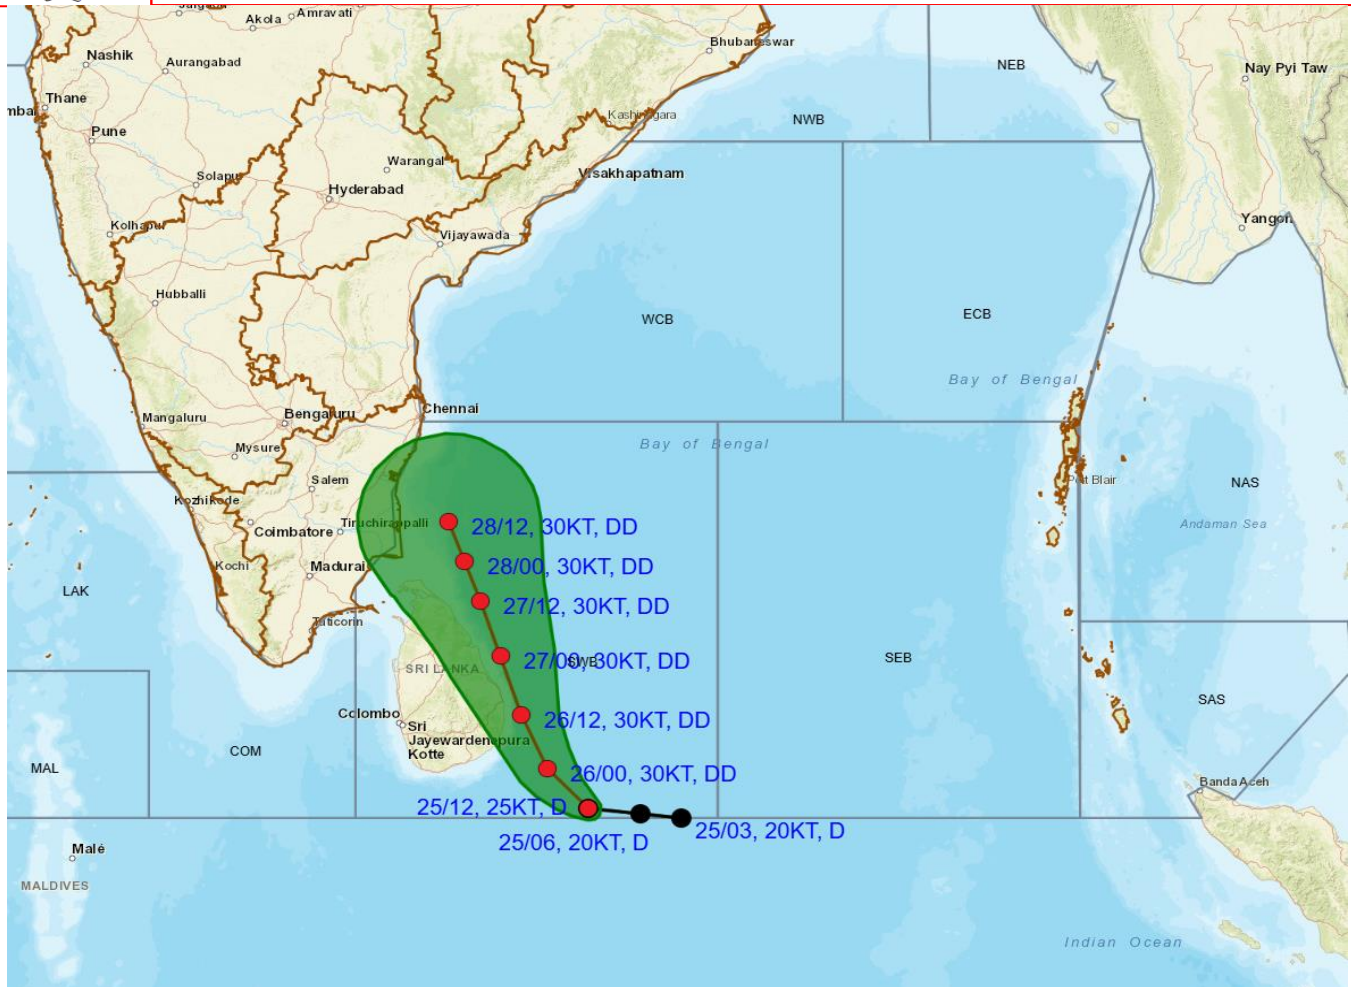 Akola
Amravati
Bhubaneswar
Nashik
Aurangabad
NEB
Nay Pyi Taw
Thane
Pune
NWB
Warangal
Solapur
Visakhapatnam
Hyderabad
Kolhapur
Vijayawada
Yangon
Hubballi
WCB
ECB
Bay of Bengal
Chennai
Mangaluru
Bengaluru
Bay of Bengal
Mysure
Salem
Port Blair
NAS
Kozhikode
Tiruchirappalli
28/12, 30KT, DD
Andaman Sea
Coimbatore
Kochi
Madurai
28/00, 30KT, DD
LAK
27/12, 30KT, DD
Tuticorin
SRI LANKA
27/00, 30KT, DD
SWB
SEB
SAS
Colombo
Sri
Jayewardenepura
Kotte
26/12, 30KT, DD
COM
MAL
26/00, 30KT, DD
Banda Aceh
25/12, 25KT, D
25/06, 20KT, D
25/03, 20KT, D
Malé
MALDIVES
Indian Ocean